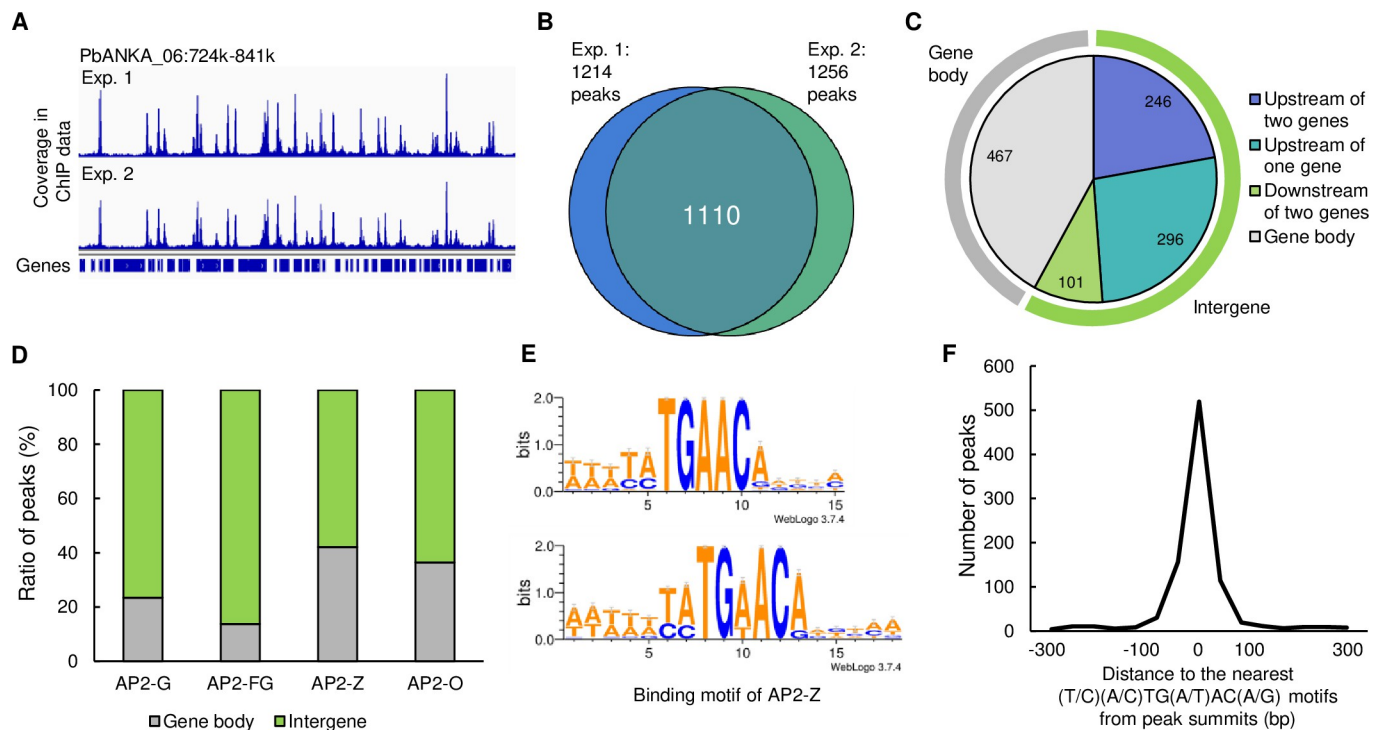 A
PbANKA_06:724k-841k
Exp. 1
Exp. 2
Coverage in
ChIP data
Genes
B
Exp. 1:
1214
peaks
Exp. 2:
1256
peaks
1110
C
Gene
body
246
467
296
101
Intergene
Upstream of
two genes
Upstream of
one gene
Downstream
of two genes
Gene body
D
Ratio of peaks (%)
100
80
60
40
20
0
AP2-G AP2-FG AP2-Z AP2-O
Gene body Intergene
E
bits
2.0
1.0
0.0
TGAACA
5 10 15
WebLogo 3.7.4
bits
2.0
1.0
0.0
TATGAACA
5 10 15
WebLogo 3.7.4
Binding motif of AP2-Z
F
Number of peaks
600
500
400
300
200
100
0
-300 -100 0 100 300
Distance to the nearest
(T/C)(A/C)TG(A/T)AC(A/G) motifs
from peak summits (bp)